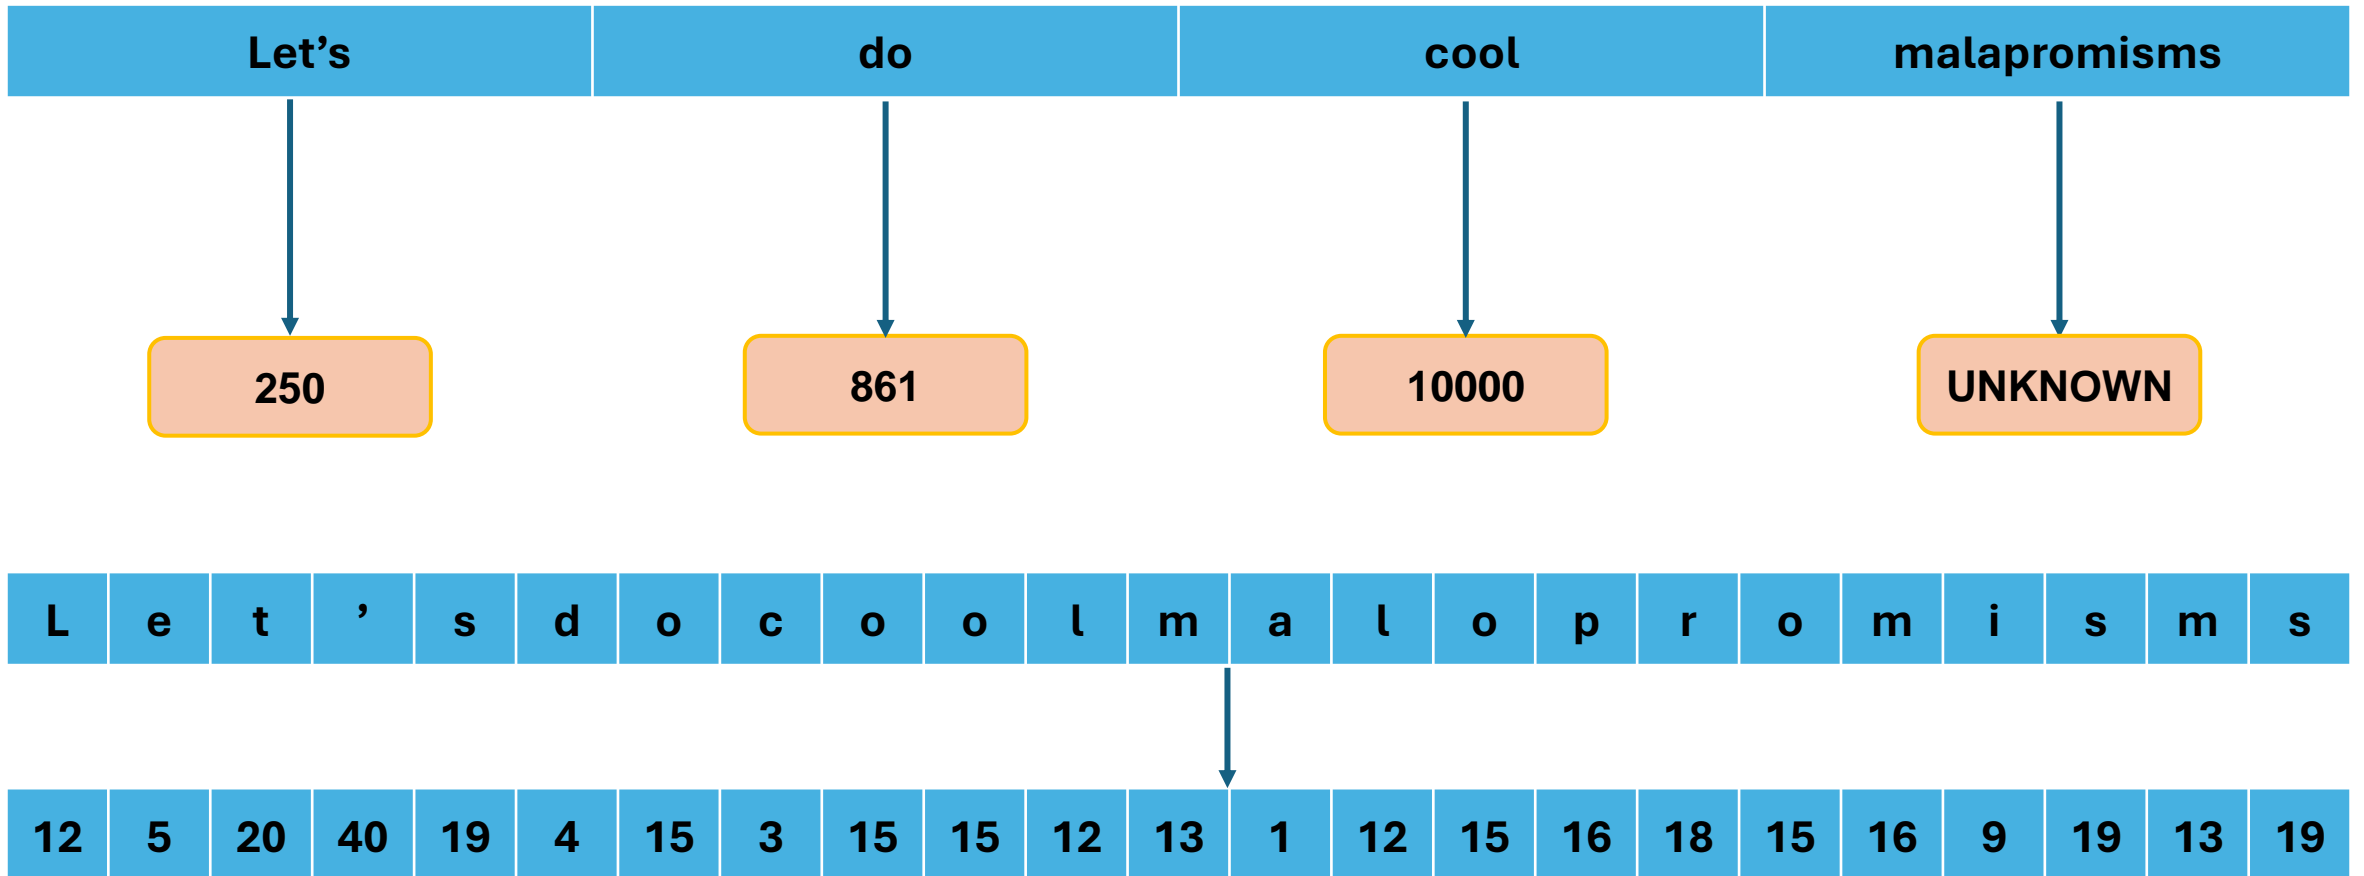 Let’s do cool malapromisms
250 861 10000 UNKNOWN
L e t ’ s d o c o o l m a l o p r o m i s m s
12 5 20 40 19 4 15 3 15 15 12 13 1 12 15 16 18 15 16 9 19 13 19